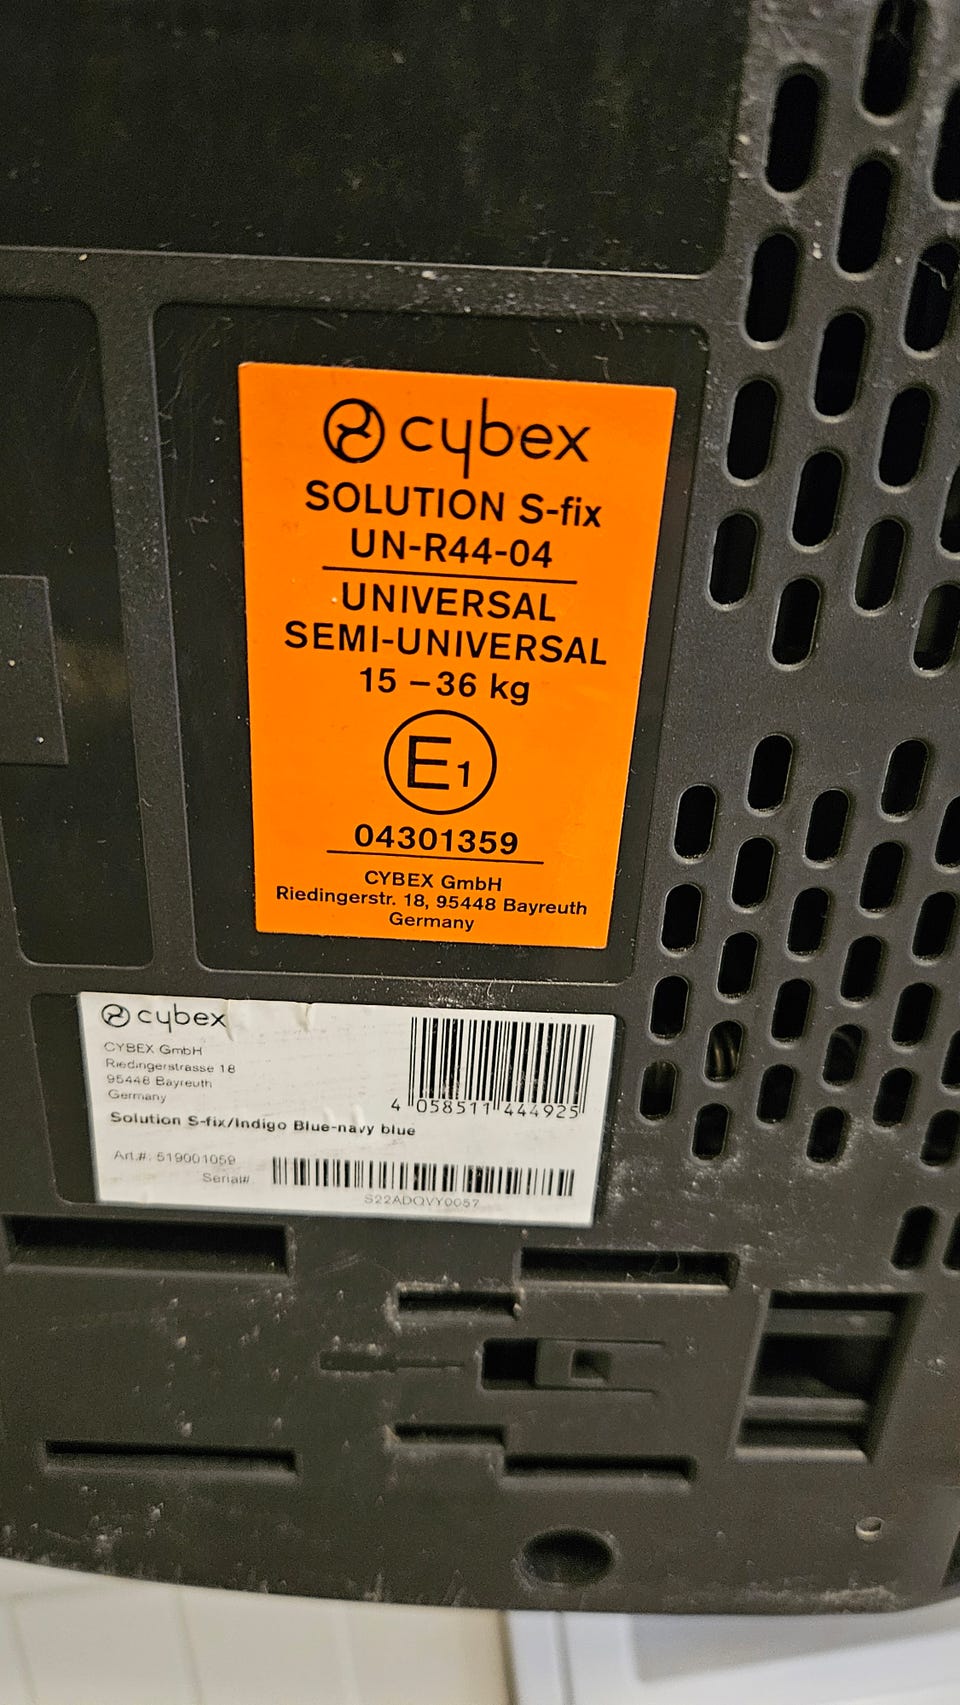 cybex
SOLUTION S-fix
UN-R44-04
UNIVERSAL
SEMI-UNIVERSAL
15 – 36 kg
E1
04301359
CYBEX GmbH
Riedingerstr. 18, 95448 Bayreuth
Germany
cybex
CYBEX GmbH
Riedingerstrasse 18
95448 Bayreuth
Germany
4 058511 444925
Solution S-fix/Indigo Blue-navy blue
Art.#: 519001059
Serial#
S22ADQVY0057